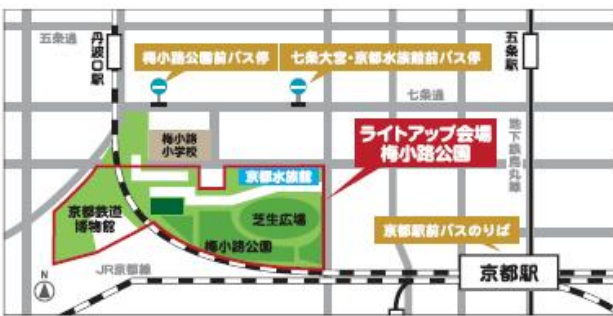 五条通
丹波口駅
梅小路公園前バス停
七条大宮・京都水族館前バス停
五条駅
七条通
地下鉄烏丸線
梅小路
小学校
ライトアップ会場
梅小路公園
京都水族館
京都鉄道
博物館
芝生広場
梅小路公園
京都駅前バスのりば
N
JR京都線
京都駅